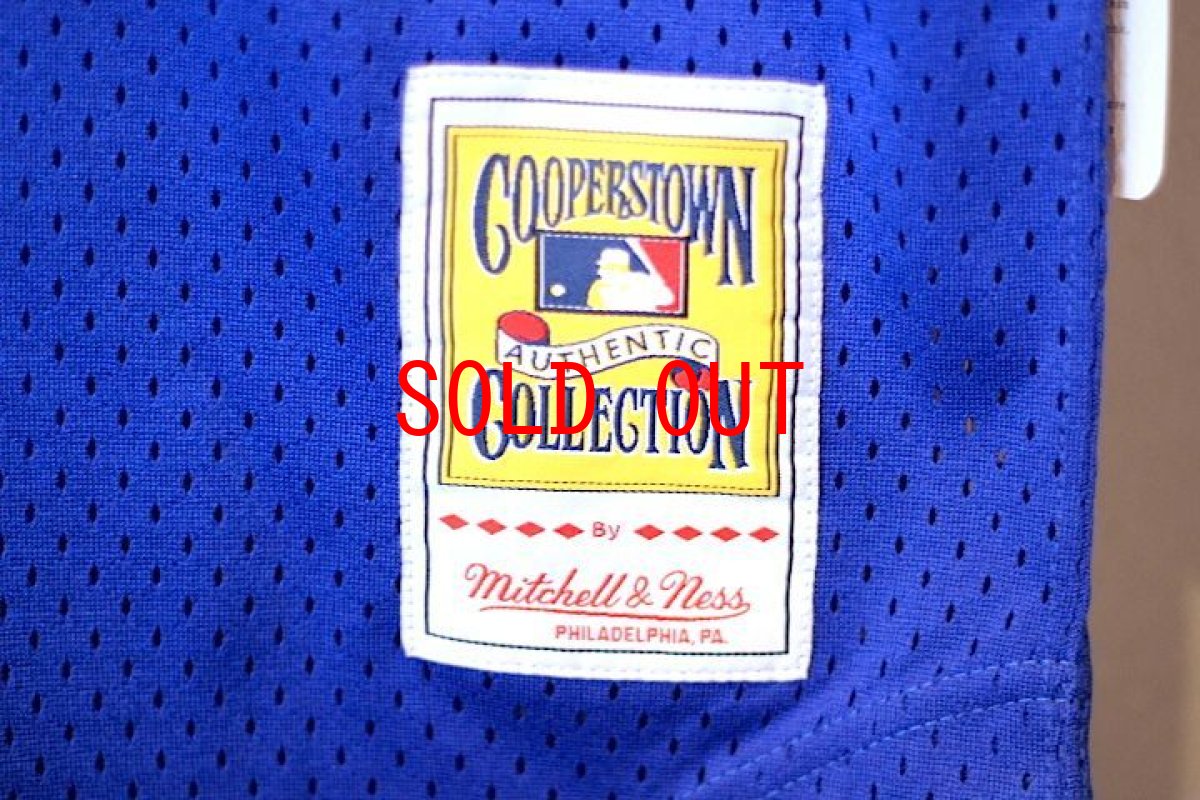 COOPERSTOWN
AUTHENTIC
SOLD OUT
COLLECTION
By
Mitchell & Ness
PHILADELPHIA, PA.